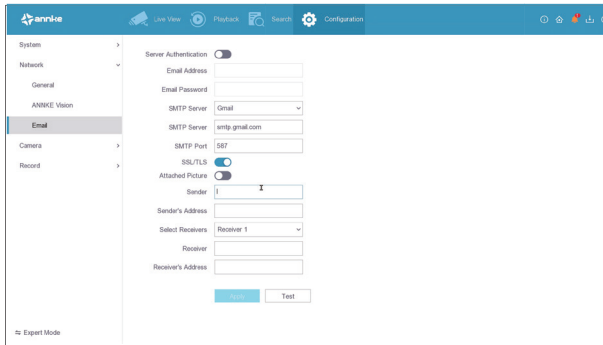 annke
Live View Playback Search Configuration
System
Network
General
ANNKE Vision
Email
Camera
Record
Server Authentication
Email Address
Email Password
SMTP Server Gmail
SMTP Server smtp.gmail.com
SMTP Port 587
SSL/TLS
Attached Picture
Sender
Sender's Address
Select Receivers Receiver 1
Receiver
Receiver's Address
Apply Test
Expert Mode